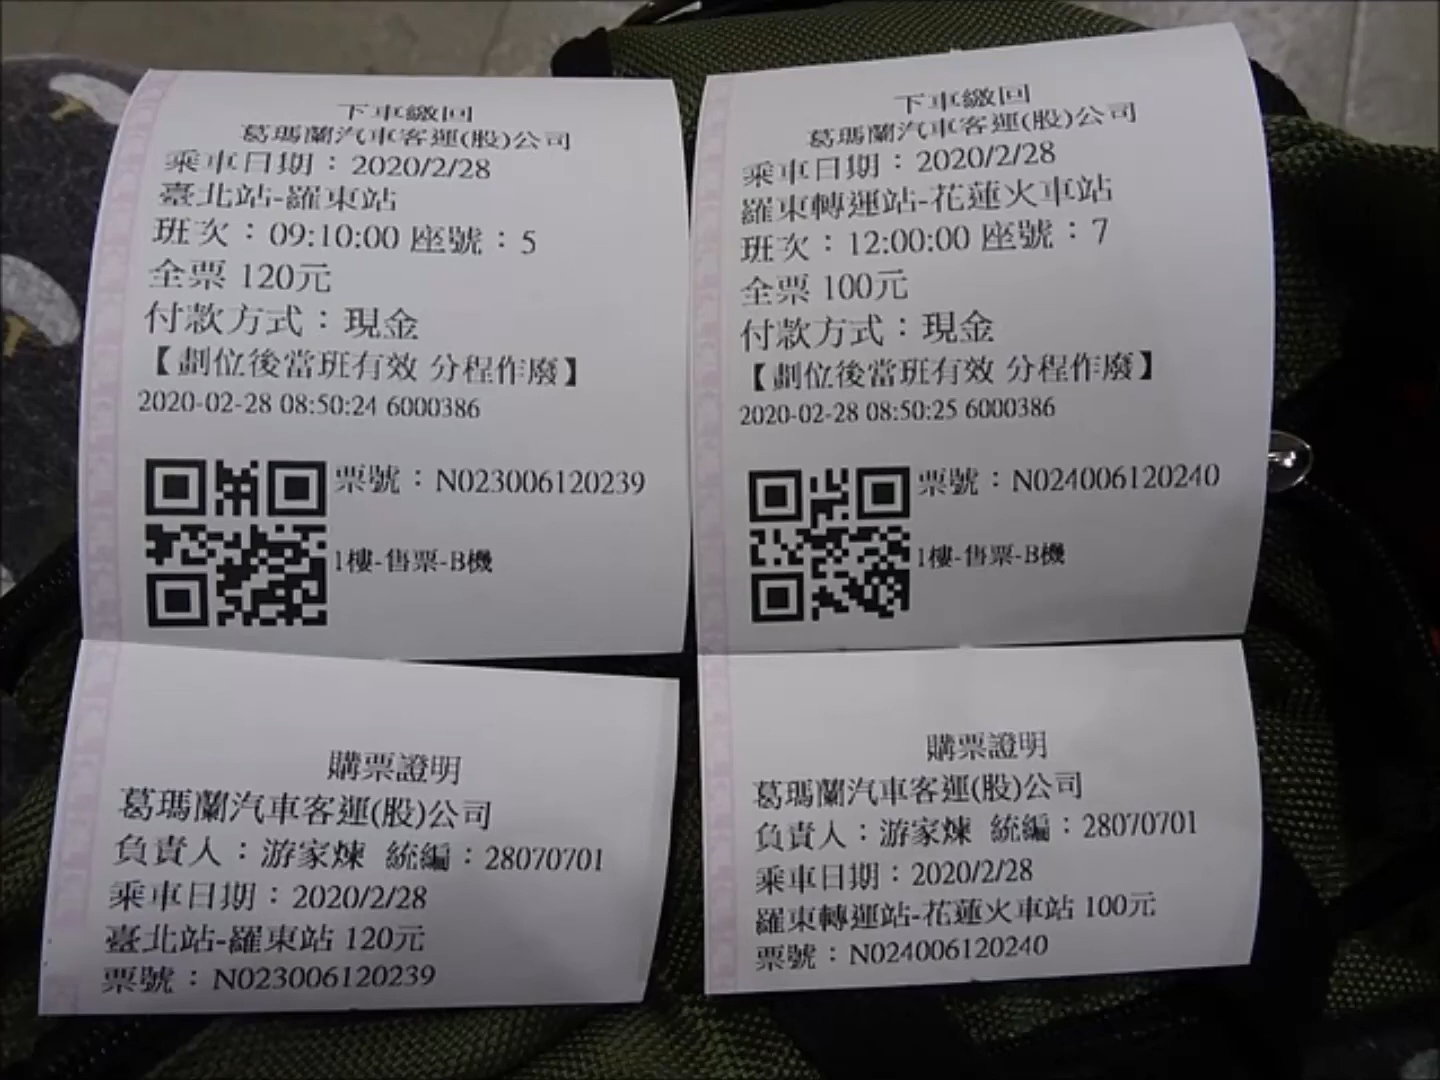 下車繳回
葛瑪蘭汽車客運(股)公司
乘車日期：2020/2/28
臺北站-羅東站
班次：09:10:00 座號：5
全票 120元
付款方式：現金
【劃位後當班有效 分程作廢】
2020-02-28 08:50:24 6000386
票號：N023006120239
1樓-售票-B機
購票證明
葛瑪蘭汽車客運(股)公司
負責人：游家煉 統編：28070701
乘車日期：2020/2/28
臺北站-羅東站 120元
票號：N023006120239
下車繳回
葛瑪蘭汽車客運(股)公司
乘車日期：2020/2/28
羅東轉運站-花蓮火車站
班次：12:00:00 座號：7
全票 100元
付款方式：現金
【劃位後當班有效 分程作廢】
2020-02-28 08:50:25 6000386
票號：N024006120240
1樓-售票-B機
購票證明
葛瑪蘭汽車客運(股)公司
負責人：游家煉 統編：28070701
乘車日期：2020/2/28
羅東轉運站-花蓮火車站 100元
票號：N024006120240